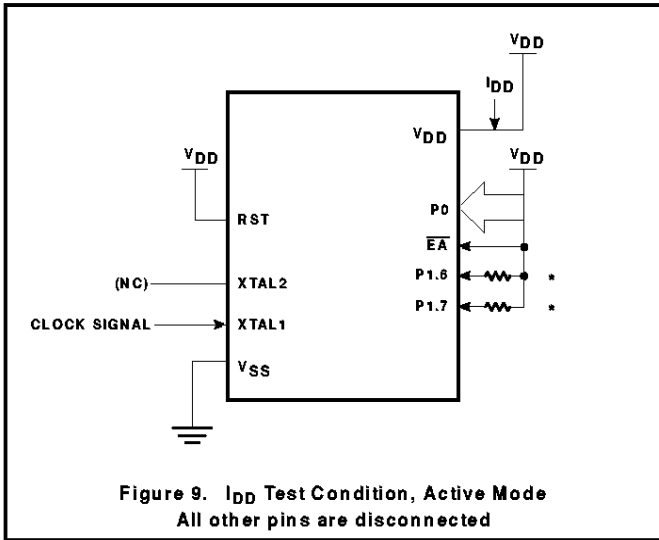 VDD
IDD
VDD
VDD
VDD
P0
RST
EA
P1.6 *
(NC) XTAL2
P1.7 *
CLOCK SIGNAL XTAL1
VSS
Figure 9. IDD Test Condition, Active Mode
All other pins are disconnected